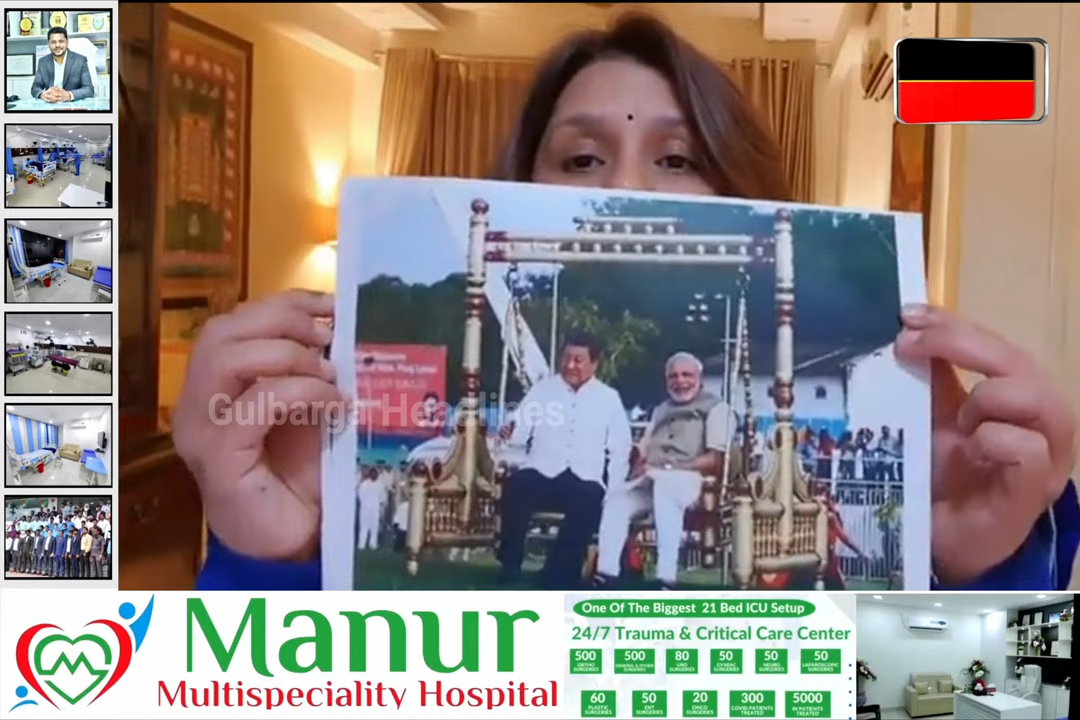 Gulbarga Headlines
Manur
Multispeciality Hospital
One Of The Biggest 21 Bed ICU Setup
24/7 Trauma & Critical Care Center
500 ORTHO SURGERIES
500 GENERAL & OTHER SURGERIES
80 URO SURGERIES
50 GYNEAC SURGERIES
50 NEURO SURGERIES
50 LAPAROSCOPIC SURGERIES
60 PLASTIC SURGERIES
50 ENT SURGERIES
20 ONCO SURGERIES
300 COVID PATIENTS TREATED
5000 IN PATIENTS TREATED